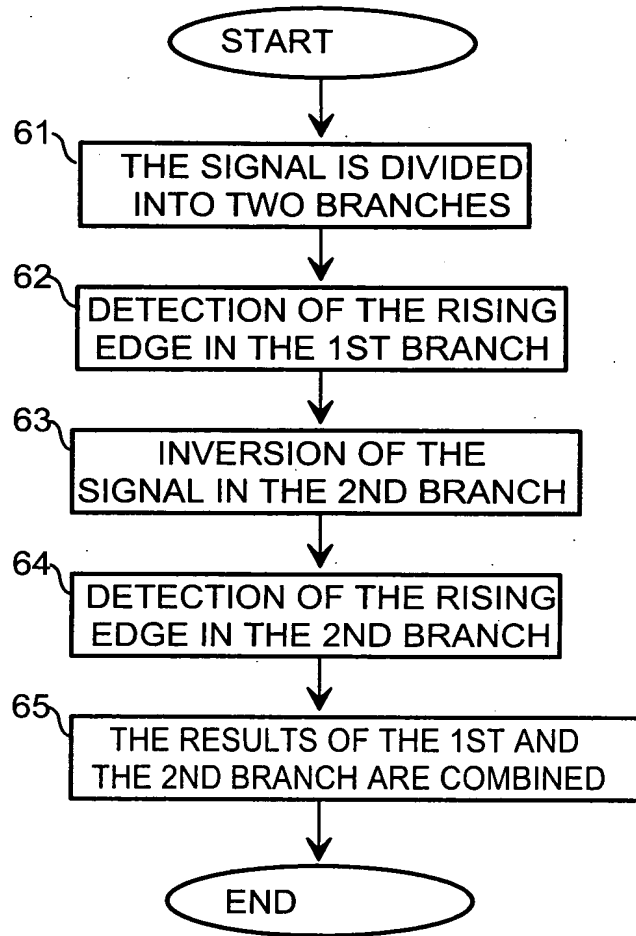 START
61
THE SIGNAL IS DIVIDED
INTO TWO BRANCHES
62
DETECTION OF THE RISING
EDGE IN THE 1ST BRANCH
63
INVERSION OF THE
SIGNAL IN THE 2ND BRANCH
64
DETECTION OF THE RISING
EDGE IN THE 2ND BRANCH
65
THE RESULTS OF THE 1ST AND
THE 2ND BRANCH ARE COMBINED
END